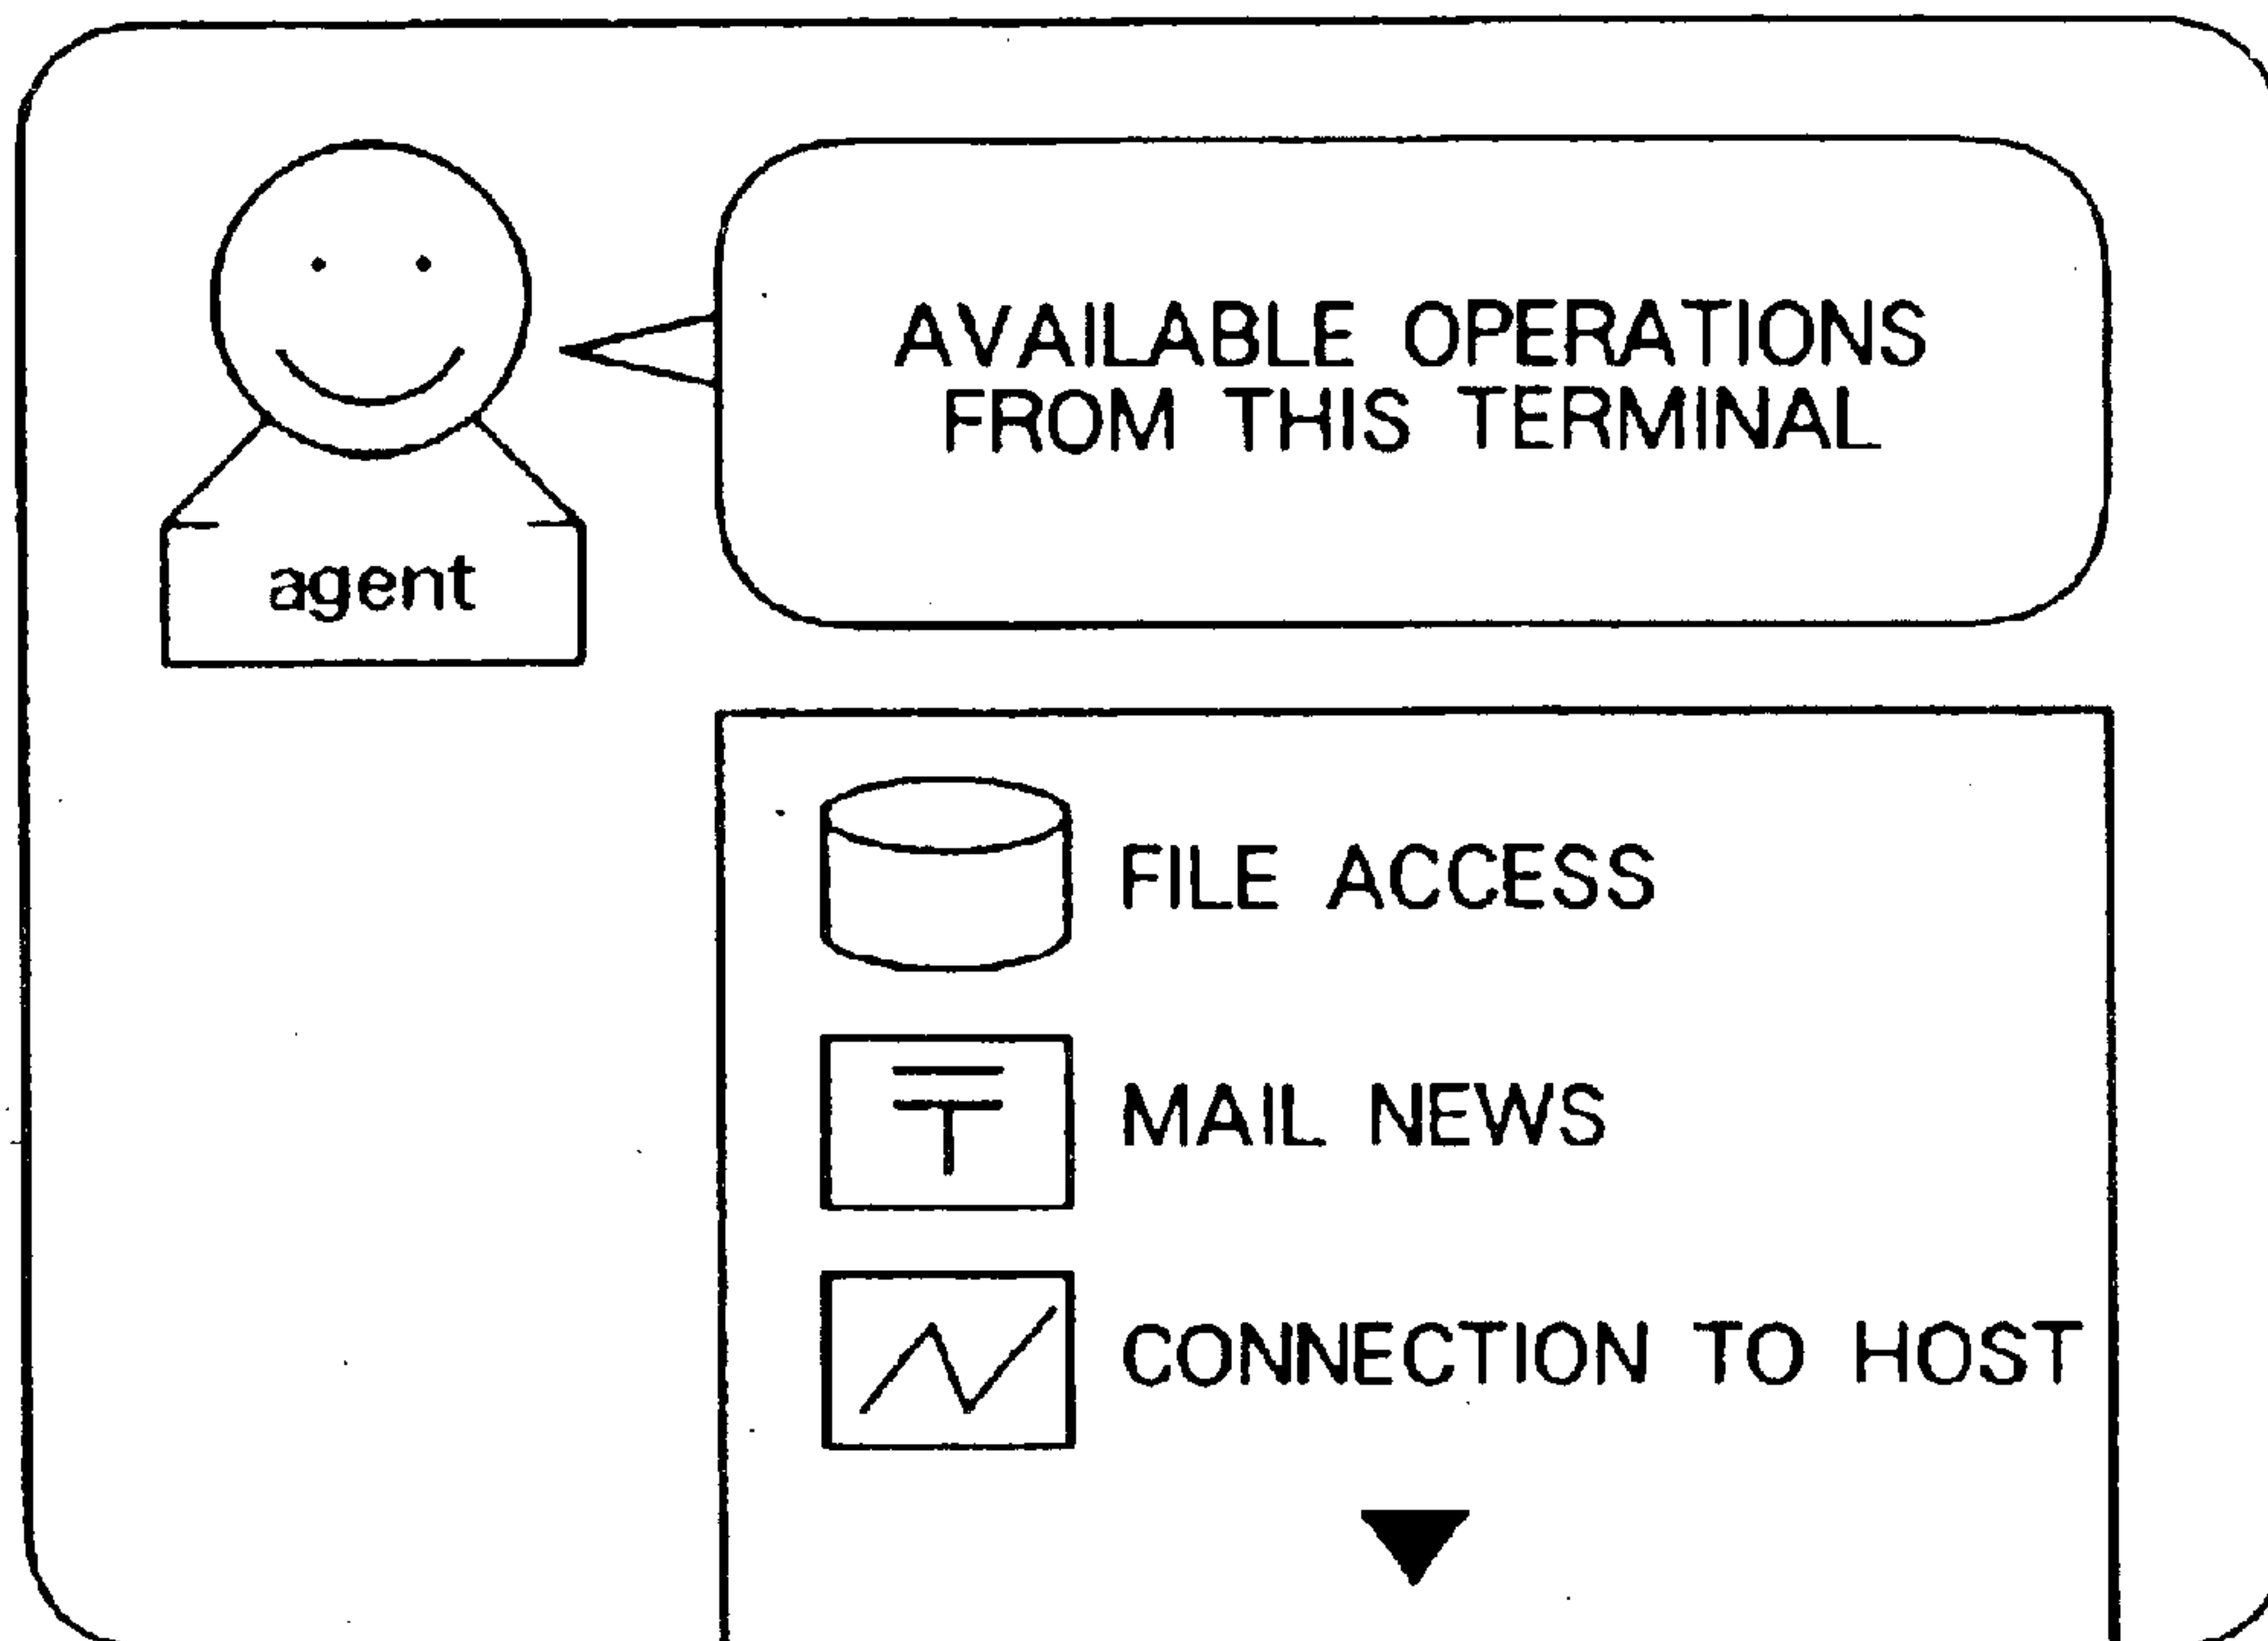 AVAILABLE OPERATIONS
FROM THIS TERMINAL
agent
FILE ACCESS
〒
MAIL NEWS
CONNECTION TO HOST